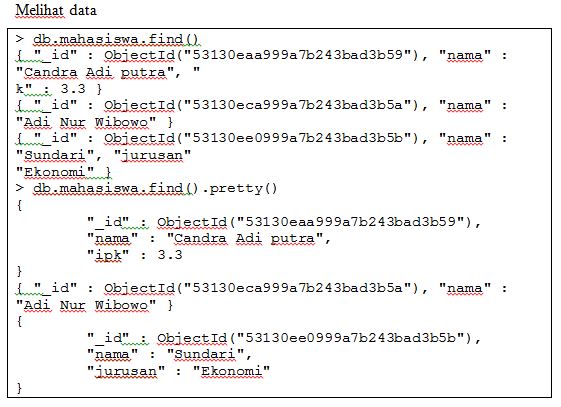 Melihat data
> db.mahasiswa.find()
{ "_id" : ObjectId("53130eaa999a7b243bad3b59"), "nama" :
"Candra Adi putra", "
k" : 3.3 }
{ "_id" : ObjectId("53130eca999a7b243bad3b5a"), "nama" :
"Adi Nur Wibowo" }
{ "_id" : ObjectId("53130ee0999a7b243bad3b5b"), "nama" :
"Sundari", "jurusan"
"Ekonomi" }
> db.mahasiswa.find().pretty()
{
        "_id" : ObjectId("53130eaa999a7b243bad3b59"),
        "nama" : "Candra Adi putra",
        "ipk" : 3.3
}
{ "_id" : ObjectId("53130eca999a7b243bad3b5a"), "nama" :
"Adi Nur Wibowo" }
{
        "_id" : ObjectId("53130ee0999a7b243bad3b5b"),
        "nama" : "Sundari",
        "jurusan" : "Ekonomi"
}